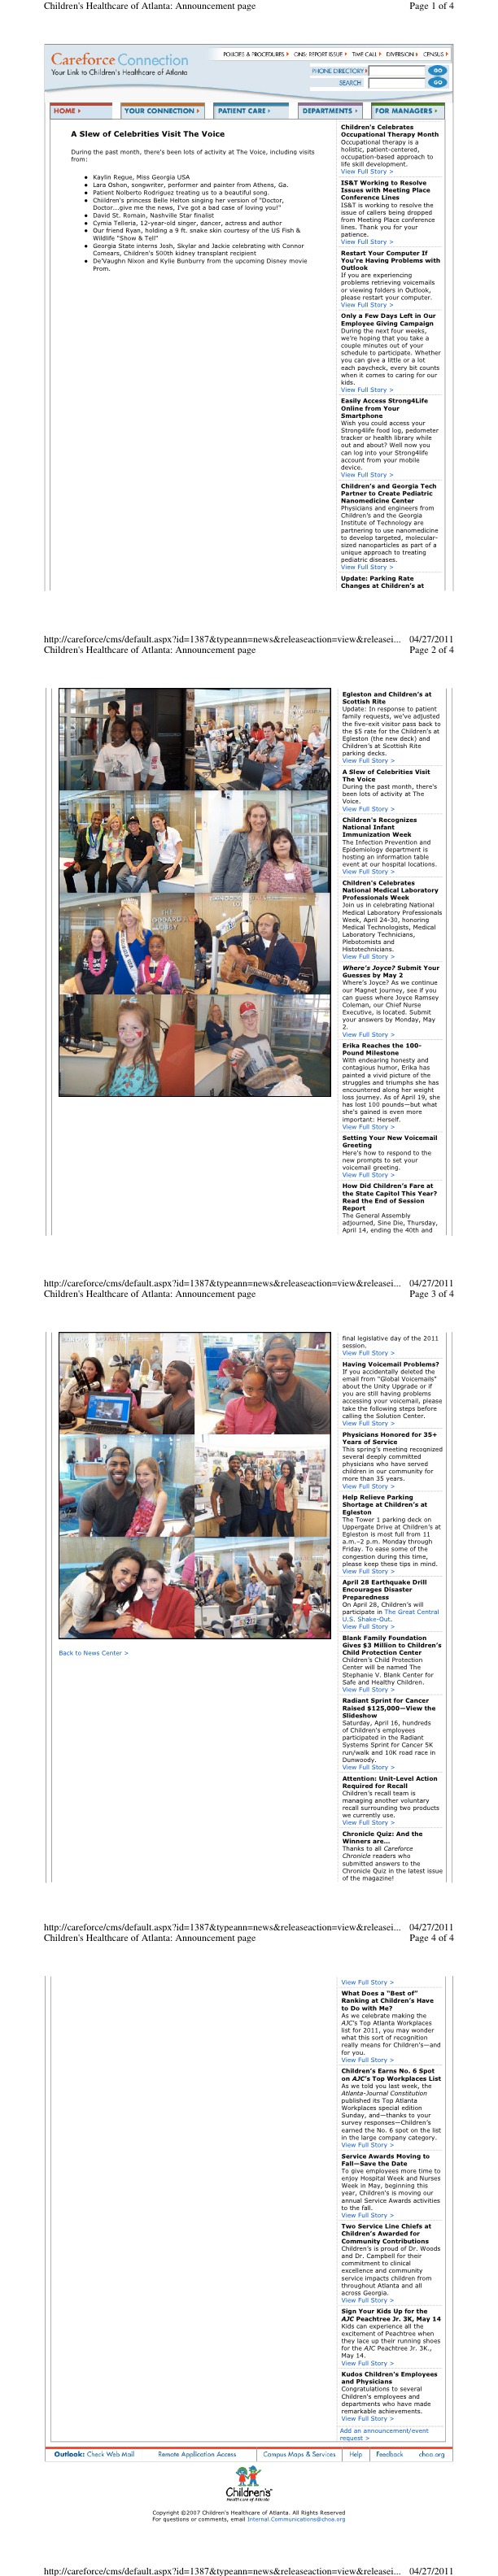 Children's Healthcare of Atlanta: Announcement page
Page 1 of 4
Careforce Connection
Your Link to Children's Healthcare of Atlanta
POLICIES & PROCEDURES
ONS: REPORT ISSUE
TIME CALL
DIVERSION
CENSUS
PHONE DIRECTORY
GO
SEARCH
GO
HOME
YOUR CONNECTION
PATIENT CARE
DEPARTMENTS
FOR MANAGERS
A Slew of Celebrities Visit The Voice
During the past month, there's been lots of activity at The Voice, including visits
from:
Kaylin Regue, Miss Georgia USA
Lara Oshun, songwriter, performer and painter from Athens, Ga.
Patient Nolberto Rodriguez treating us to a beautiful song.
Children's princess Belle Helton singing her version of "Doctor,
Doctor...give me the news, I've got a bad case of loving you!"
David St. Romain, Nashville Star finalist
Cymia Telleria, 12-year-old singer, dancer, actress and author
Our friend Ryan, holding a 9 ft. snake skin courtesy of the US Fish &
Wildlife "Show & Tell"
Georgia State interns Josh, Skylar and Jackie celebrating with Connor
Comears, Children's 500th kidney transplant recipient
De'Vaughn Nixon and Kylie Bunburry from the upcoming Disney movie
Prom.
Children's Celebrates
Occupational Therapy Month
Occupational therapy is a
holistic, patient-centered,
occupation-based approach to
life skill development.
View Full Story >
IS&T Working to Resolve
Issues with Meeting Place
Conference Lines
IS&T is working to resolve the
issue of callers being dropped
from Meeting Place conference
lines. Thank you for your
patience.
View Full Story >
Restart Your Computer If
You're Having Problems with
Outlook
If you are experiencing
problems retrieving voicemails
or viewing folders in Outlook,
please restart your computer.
View Full Story >
Only a Few Days Left in Our
Employee Giving Campaign
During the next four weeks,
we're hoping that you take a
couple minutes out of your
schedule to participate. Whether
you can give a little or a lot
each paycheck, every bit counts
when it comes to caring for our
kids.
View Full Story >
Easily Access Strong4Life
Online from Your
Smartphone
Wish you could access your
Strong4life food log, pedometer
tracker or health library while
out and about? Well now you
can log into your Strong4life
account from your mobile
device.
View Full Story >
Children's and Georgia Tech
Partner to Create Pediatric
Nanomedicine Center
Physicians and engineers from
Children's and the Georgia
Institute of Technology are
partnering to use nanomedicine
to develop targeted, molecular-
sized nanoparticles as part of a
unique approach to treating
pediatric diseases.
View Full Story >
Update: Parking Rate
Changes at Children's at
http://careforce/cms/default.aspx?id=1387&typeann=news&releaseaction=view&releasei... 04/27/2011
Children's Healthcare of Atlanta: Announcement page
Page 2 of 4
Egleston and Children's at
Scottish Rite
Update: In response to patient
family requests, we've adjusted
the five-exit visitor pass back to
the $5 rate for the Children's at
Egleston (the new deck) and
Children's at Scottish Rite
parking decks.
View Full Story >
A Slew of Celebrities Visit
The Voice
During the past month, there's
been lots of activity at The
Voice.
View Full Story >
Children's Recognizes
National Infant
Immunization Week
The Infection Prevention and
Epidemiology department is
hosting an information table
event at our hospital locations.
View Full Story >
Children's Celebrates
National Medical Laboratory
Professionals Week
Join us in celebrating National
Medical Laboratory Professionals
Week, April 24-30, honoring
Medical Technologists, Medical
Laboratory Technicians,
Plebotomists and
Histotechnicians.
View Full Story >
Where's Joyce? Submit Your
Guesses by May 2
Where's Joyce? As we continue
our Magnet journey, see if you
can guess where Joyce Ramsey
Coleman, our Chief Nurse
Executive, is located. Submit
your answers by Monday, May
2.
View Full Story >
Erika Reaches the 100-
Pound Milestone
With endearing honesty and
contagious humor, Erika has
painted a vivid picture of the
struggles and triumphs she has
encountered along her weight
loss journey. As of April 19, she
has lost 100 pounds—but what
she's gained is even more
important: Herself.
View Full Story >
Setting Your New Voicemail
Greeting
Here's how to respond to the
new prompts to set your
voicemail greeting.
View Full Story >
How Did Children's Fare at
the State Capitol This Year?
Read the End of Session
Report
The General Assembly
adjourned, Sine Die, Thursday,
April 14, ending the 40th and
http://careforce/cms/default.aspx?id=1387&typeann=news&releaseaction=view&releasei... 04/27/2011
Children's Healthcare of Atlanta: Announcement page
Page 3 of 4
final legislative day of the 2011
session.
View Full Story >
Having Voicemail Problems?
If you accidentally deleted the
email from "Global Voicemails"
about the Unity Upgrade or if
you are still having problems
accessing your voicemail, please
take the following steps before
calling the Solution Center.
View Full Story >
Physicians Honored for 35+
Years of Service
This spring's meeting recognized
several deeply committed
physicians who have served
children in our community for
more than 35 years.
View Full Story >
Help Relieve Parking
Shortage at Children's at
Egleston
The Tower 1 parking deck on
Uppergate Drive at Children's at
Egleston is most full from 11
a.m.-2 p.m. Monday through
Friday. To ease some of the
congestion during this time,
please keep these tips in mind.
View Full Story >
April 28 Earthquake Drill
Encourages Disaster
Preparedness
On April 28, Children's will
participate in The Great Central
U.S. Shake-Out.
View Full Story >
Blank Family Foundation
Gives $3 Million to Children's
Child Protection Center
Children's Child Protection
Center will be named The
Stephanie V. Blank Center for
Safe and Healthy Children.
View Full Story >
Radiant Sprint for Cancer
Raised $125,000—View the
Slideshow
Saturday, April 16, hundreds
of Children's employees
participated in the Radiant
Systems Sprint for Cancer 5K
run/walk and 10K road race in
Dunwoody.
View Full Story >
Attention: Unit-Level Action
Required for Recall
Children's recall team is
managing another voluntary
recall surrounding two products
we currently use.
View Full Story >
Chronicle Quiz: And the
Winners are...
Thanks to all Careforce
Chronicle readers who
submitted answers to the
Chronicle Quiz in the latest issue
of the magazine!
Back to News Center >
http://careforce/cms/default.aspx?id=1387&typeann=news&releaseaction=view&releasei... 04/27/2011
Children's Healthcare of Atlanta: Announcement page
Page 4 of 4
View Full Story >
What Does a "Best of"
Ranking at Children's Have
to Do with Me?
As we celebrate making the
AJC's Top Atlanta Workplaces
list for 2011, you may wonder
what this sort of recognition
really means for Children's—and
for you.
View Full Story >
Children's Earns No. 6 Spot
on AJC's Top Workplaces List
As we told you last week, the
Atlanta-Journal Constitution
published its Top Atlanta
Workplaces special edition
Sunday, and—thanks to your
survey responses—Children's
earned the No. 6 spot on the list
in the large company category.
View Full Story >
Service Awards Moving to
Fall—Save the Date
To give employees more time to
enjoy Hospital Week and Nurses
Week in May, beginning this
year, Children's is moving our
annual Service Awards activities
to the fall.
View Full Story >
Two Service Line Chiefs at
Children's Awarded for
Community Contributions
Children's is proud of Dr. Woods
and Dr. Campbell for their
commitment to clinical
excellence and community
service impacts children from
throughout Atlanta and all
across Georgia.
View Full Story >
Sign Your Kids Up for the
AJC Peachtree Jr. 3K, May 14
Kids can experience all the
excitement of Peachtree when
they lace up their running shoes
for the AJC Peachtree Jr. 3K.,
May 14.
View Full Story >
Kudos Children's Employees
and Physicians
Congratulations to several
Children's employees and
departments who have made
remarkable achievements.
View Full Story >
Add an announcement/event
request >
Outlook: Check Web Mail
Remote Application Access
Campus Maps & Services
Help
Feedback
choa.org
Children's
Healthcare of Atlanta
Copyright ©2007 Children's Healthcare of Atlanta. All Rights Reserved
For questions or comments, email Internal.Communications@choa.org
http://careforce/cms/default.aspx?id=1387&typeann=news&releaseaction=view&releasei... 04/27/2011